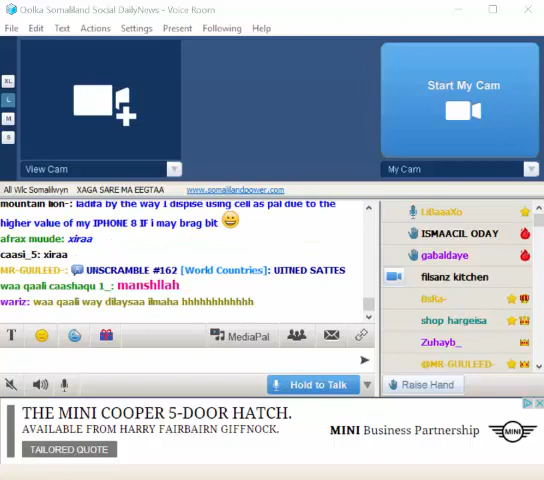 Oolka Somaliland Social DailyNews - Voice Room
File Edit Text Actions Settings Present Following Help
XL
L
M
S
Start My Cam
View Cam
My Cam
All Wlc Somalilwyn XAGA SARE MA EEGTAA www.somalilandpower.com
mountain lion-: ladifa by the way I dispise using cell as pal due to the
higher value of my IPHONE 8 IF i may brag bit
afrax muude: xiraa
caasi_5: xiraa
MR-GUULEED-: UNSCRAMBLE #162 [World Countries]: UITNED SATTES
waa qaali caashaqu 1_: manshllah
wariz: waa qaali way dilaysaa ilmaha hhhhhhhhhhhh
LiBaaaXo
ISMAACIL ODAY
gabaldaye
filsanz kitchen
BsRa-
shop hargeisa
Zuhayb_
@MR-GUULEED-
T
MediaPal
Hold to Talk
Raise Hand
THE MINI COOPER 5-DOOR HATCH.
AVAILABLE FROM HARRY FAIRBAIRN GIFFNOCK.
TAILORED QUOTE
MINI Business Partnership
MINI